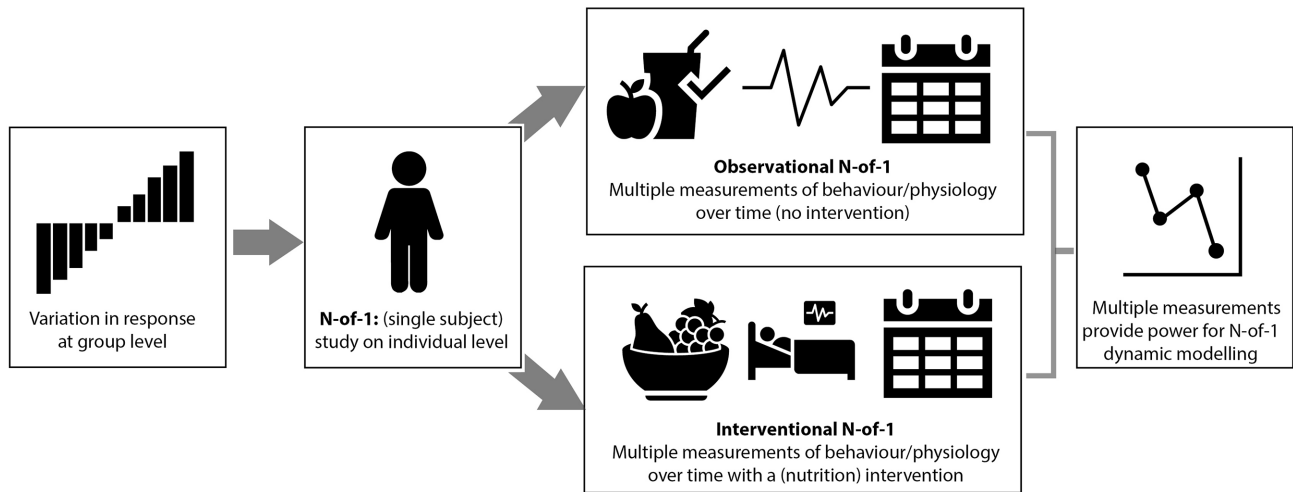 Variation in response
at group level
N-of-1: (single subject)
study on individual level
Observational N-of-1
Multiple measurements of behaviour/physiology
over time (no intervention)
Interventional N-of-1
Multiple measurements of behaviour/physiology
over time with a (nutrition) intervention
Multiple measurements
provide power for N-of-1
dynamic modelling